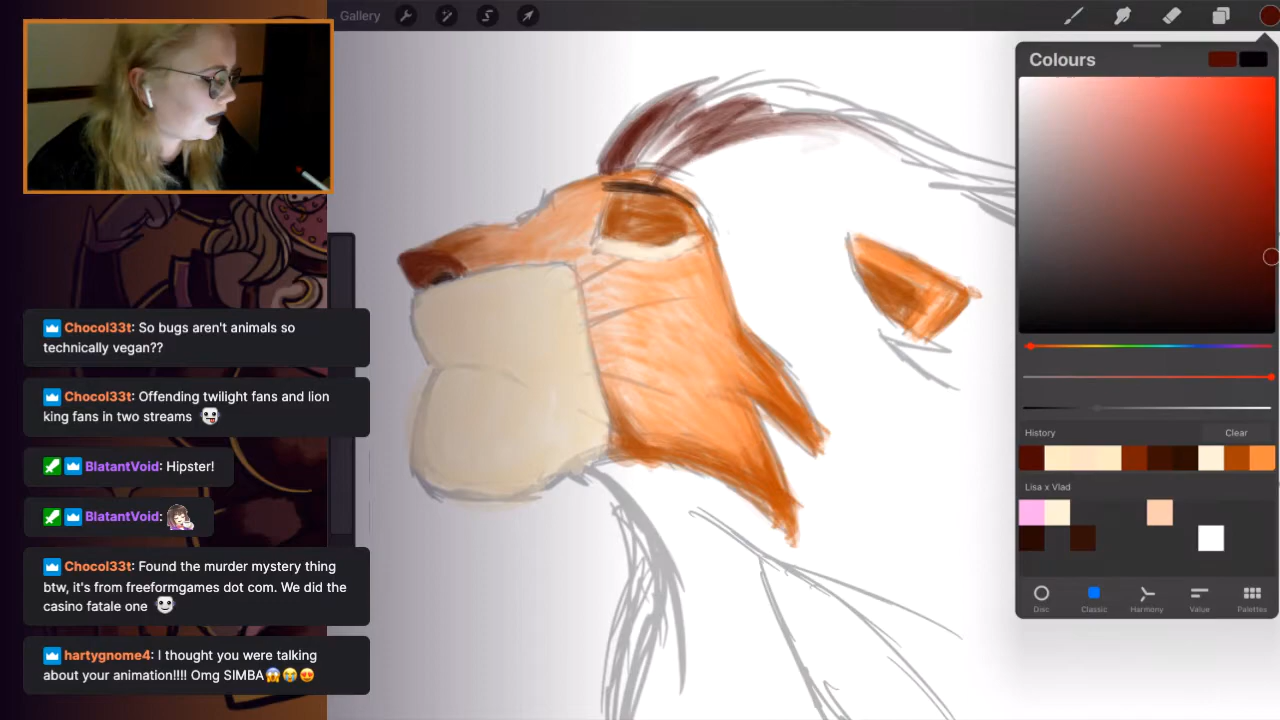 Gallery
Colours
Chocol33t: So bugs aren't animals so
technically vegan??
Chocol33t: Offending twilight fans and lion
king fans in two streams
BlatantVoid: Hipster!
BlatantVoid:
Chocol33t: Found the murder mystery thing
btw, it's from freeformgames dot com. We did the
casino fatale one
hartygnome4: I thought you were talking
about your animation!!!! Omg SIMBA😱😭😍
History
Clear
Lisa x Vlad
Disc
Classic
Harmony
Value
Palettes